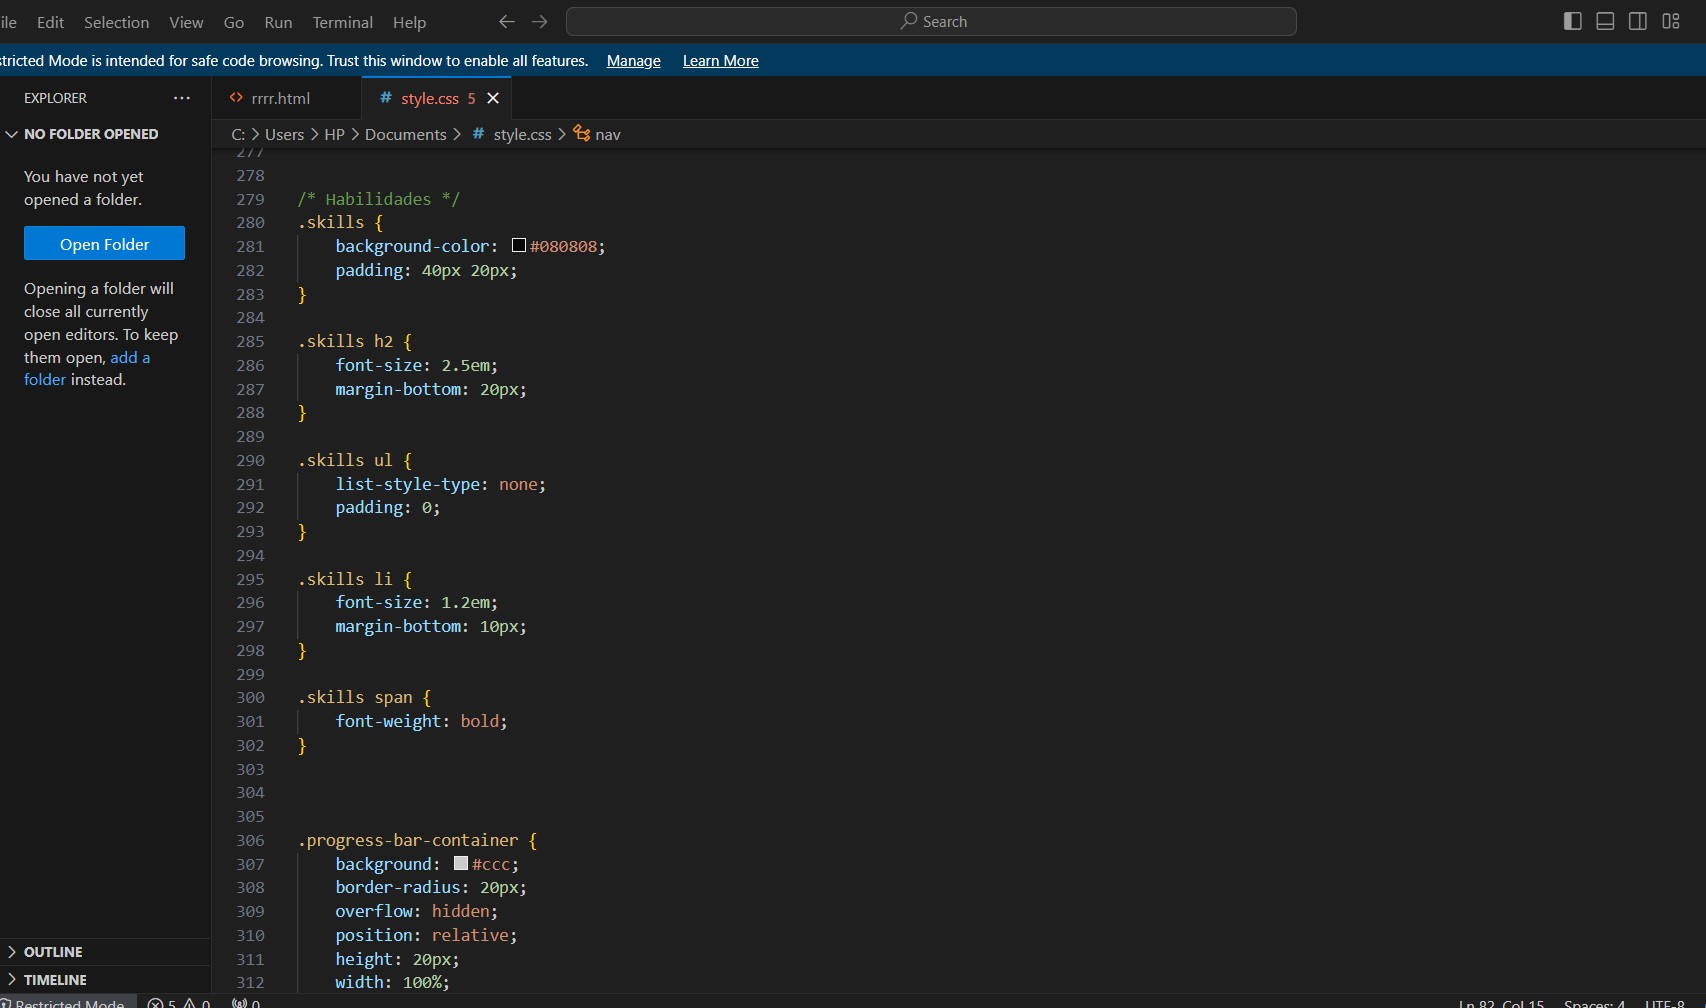 ile Edit Selection View Go Run Terminal Help Search
stricted Mode is intended for safe code browsing. Trust this window to enable all features. Manage Learn More
EXPLORER ···
NO FOLDER OPENED
You have not yet
opened a folder.
Open Folder
Opening a folder will
close all currently
open editors. To keep
them open, add a
folder instead.
OUTLINE
TIMELINE
<> rrrr.html # style.css 5
C: > Users > HP > Documents > # style.css > nav
277
278
279 /* Habilidades */
280 .skills {
281 background-color: #080808;
282 padding: 40px 20px;
283 }
284
285 .skills h2 {
286 font-size: 2.5em;
287 margin-bottom: 20px;
288 }
289
290 .skills ul {
291 list-style-type: none;
292 padding: 0;
293 }
294
295 .skills li {
296 font-size: 1.2em;
297 margin-bottom: 10px;
298 }
299
300 .skills span {
301 font-weight: bold;
302 }
303
304
305
306 .progress-bar-container {
307 background: #ccc;
308 border-radius: 20px;
309 overflow: hidden;
310 position: relative;
311 height: 20px;
312 width: 100%;
Restricted Mode 5 0 0 Ln 82, Col 15 Spaces: 4 UTF-8